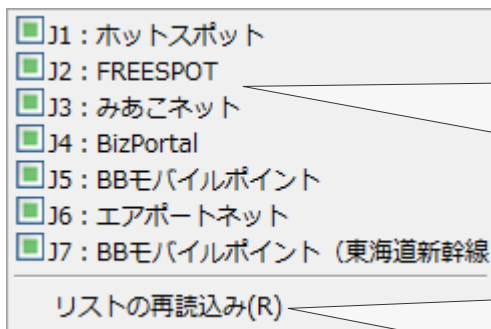 J1：ホットスポット
J2：FREESPOT
J3：みあこネット
J4：BizPortal
J5：BBモバイルポイント
J6：エアポートネット
J7：BBモバイルポイント（東海道新幹線
リストの再読込み(R)